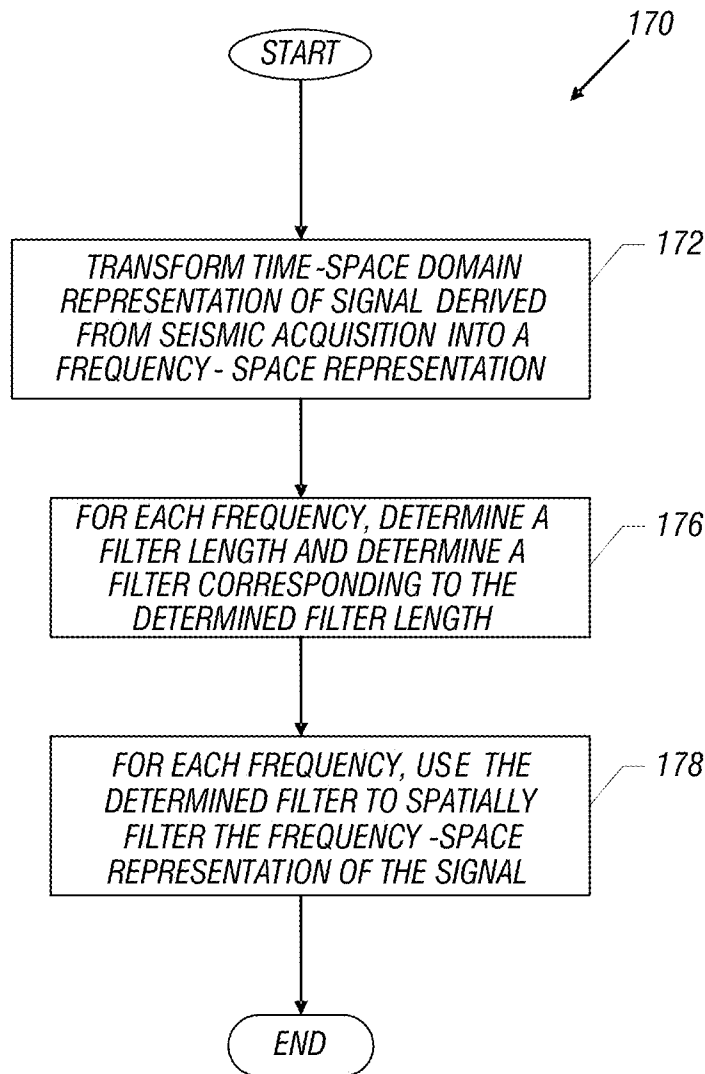 START
170
TRANSFORM TIME-SPACE DOMAIN
REPRESENTATION OF SIGNAL DERIVED
FROM SEISMIC ACQUISITION INTO A
FREQUENCY- SPACE REPRESENTATION
172
FOR EACH FREQUENCY, DETERMINE A
FILTER LENGTH AND DETERMINE A
FILTER CORRESPONDING TO THE
DETERMINED FILTER LENGTH
176
FOR EACH FREQUENCY, USE THE
DETERMINED FILTER TO SPATIALLY
FILTER THE FREQUENCY-SPACE
REPRESENTATION OF THE SIGNAL
178
END